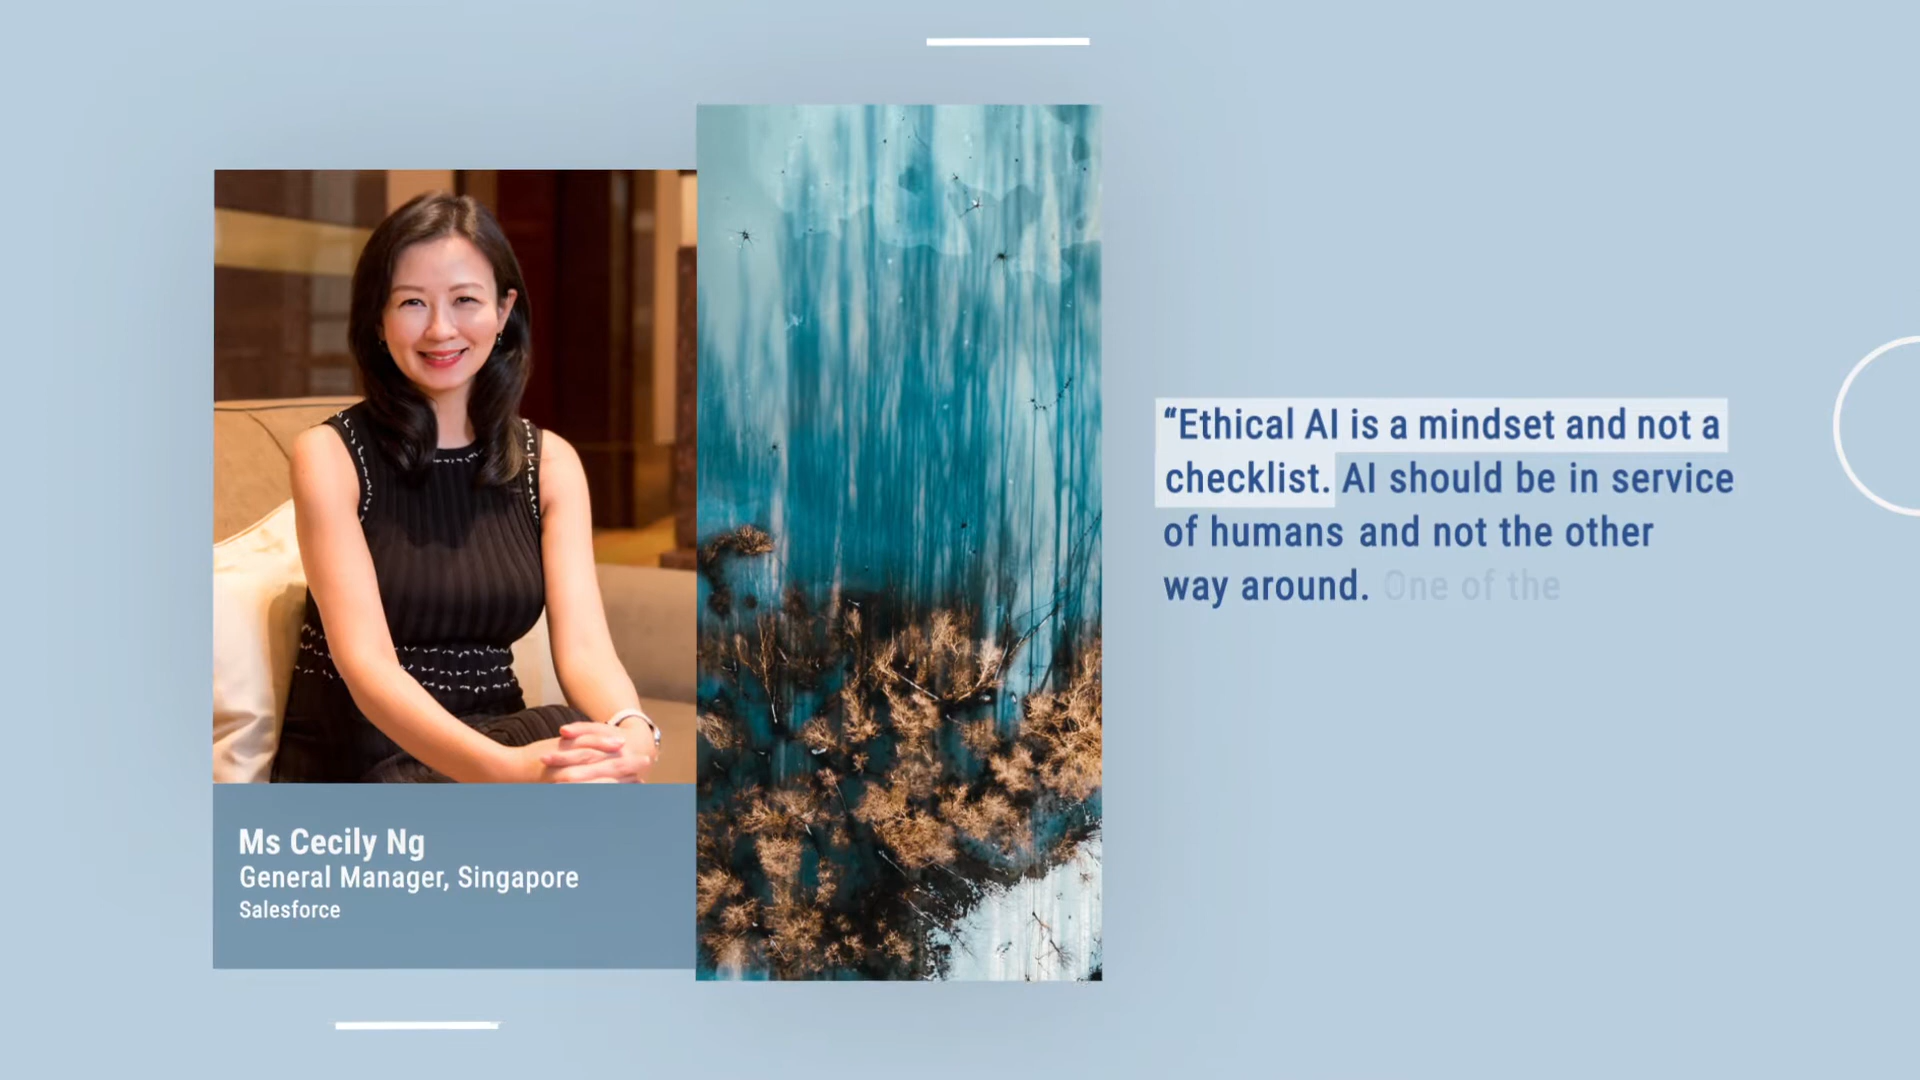 Ms Cecily Ng
General Manager, Singapore
Salesforce
“Ethical AI is a mindset and not a
checklist. AI should be in service
of humans and not the other
way around. One of the